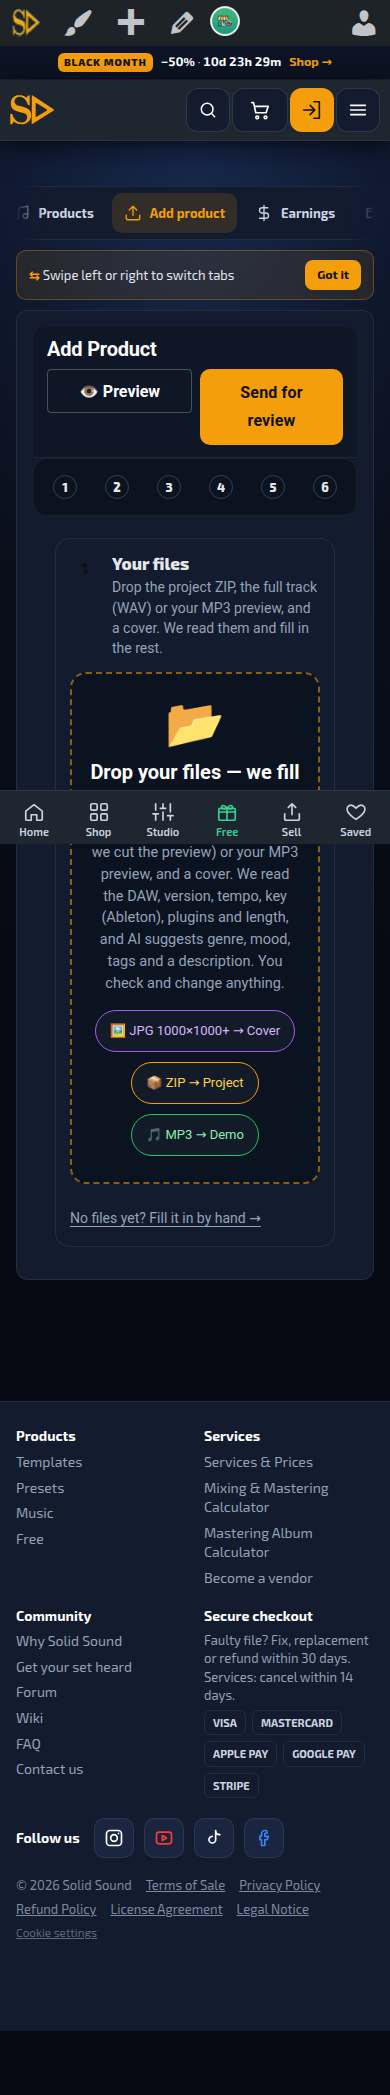 BLACK MONTH −50% · 10d 23h 29m Shop →
Products Add product Earnings
⇆ Swipe left or right to switch tabs Got it
Add Product
Preview
Send for
review
1 2 3 4 5 6
Your files
Drop the project ZIP, the full track
(WAV) or your MP3 preview, and
a cover. We read them and fill in
the rest.
Drop your files — we fill
Home Shop Studio Free Sell Saved
we cut the preview) or your MP3
preview, and a cover. We read
the DAW, version, tempo, key
(Ableton), plugins and length,
and AI suggests genre, mood,
tags and a description. You
check and change anything.
JPG 1000×1000+ → Cover
ZIP → Project
MP3 → Demo
No files yet? Fill it in by hand →
Products
Templates
Presets
Music
Free
Services
Services & Prices
Mixing & Mastering
Calculator
Mastering Album
Calculator
Become a vendor
Community
Why Solid Sound
Get your set heard
Forum
Wiki
FAQ
Contact us
Secure checkout
Faulty file? Fix, replacement
or refund within 30 days.
Services: cancel within 14
days.
VISA MASTERCARD
APPLE PAY GOOGLE PAY
STRIPE
Follow us
© 2026 Solid Sound Terms of Sale Privacy Policy
Refund Policy License Agreement Legal Notice
Cookie settings